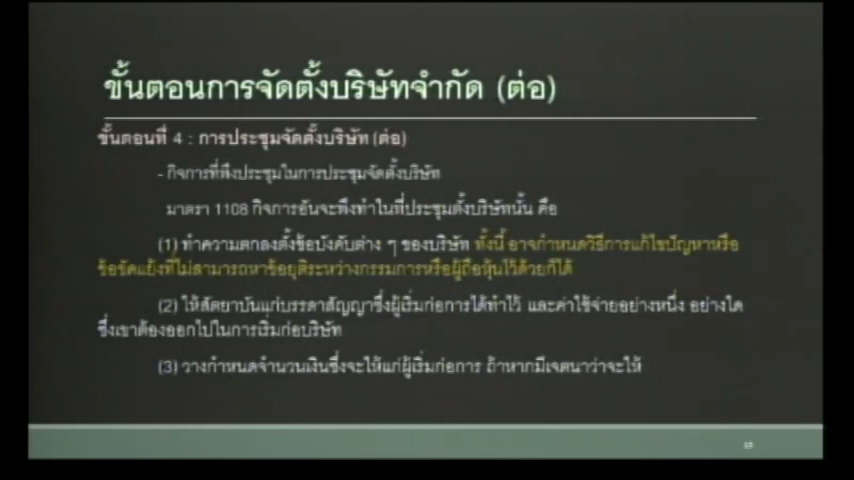 ขั้นตอนการจัดตั้งบริษัทจำกัด (ต่อ)
ขั้นตอนที่ 4 : การประชุมจัดตั้งบริษัท (ต่อ)
- กิจการที่พึงประชุมในการประชุมจัดตั้งบริษัท
มาตรา 1108 กิจการอันจะพึงทำในที่ประชุมตั้งบริษัทนั้น คือ
(1) ทำความตกลงตั้งข้อบังคับต่าง ๆ ของบริษัท ทั้งนี้ อาจกำหนดวิธีการแก้ไขปัญหาหรือ
ข้อขัดแย้งที่ไม่สามารถหาข้อยุติระหว่างกรรมการหรือผู้ถือหุ้นไว้ด้วยก็ได้
(2) ให้สัตยาบันแก่บรรดาสัญญาซึ่งผู้เริ่มก่อการได้ทำไว้ และค่าใช้จ่ายอย่างหนึ่ง อย่างใด
ซึ่งเขาต้องออกไปในการเริ่มก่อบริษัท
(3) วางกำหนดจำนวนเงินซึ่งจะให้แก่ผู้เริ่มก่อการ ถ้าหากมีเจตนาว่าจะให้